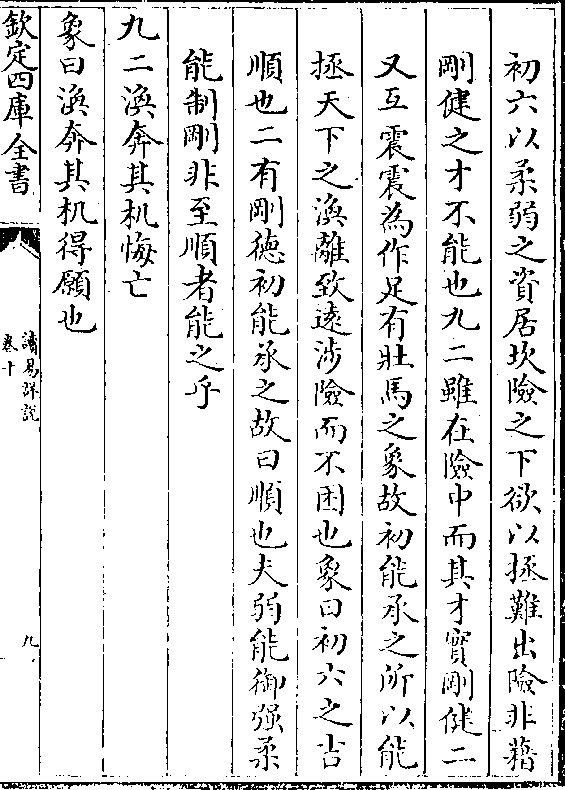 初六以柔弱之資居坎險之下欲以拯難出險非藉
剛健之才不能也九二雖在險中而其才實剛健二
又互震震為作足有壯馬之象故初能承之所以能
拯天下之渙離致遠涉險而不困也象曰初六之吉
順也二有剛徳初能承之故曰順也夫弱能御强柔
能制剛非至順者能之乎
九二渙奔其机悔亡
象曰渙奔其机得願也
欽定四庫全書
讀易詳說
卷十
九